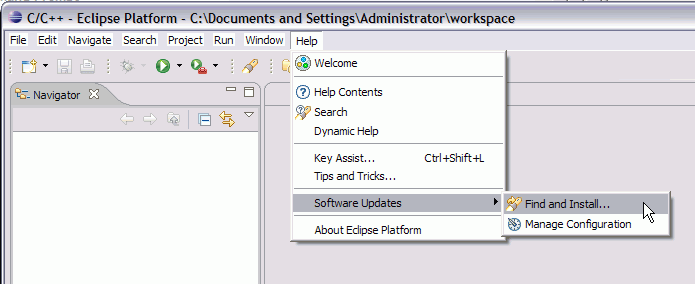 C/C++ - Eclipse Platform - C:\Documents and Settings\Administrator\workspace
File Edit Navigate Search Project Run Window Help
Welcome
Navigator
Help Contents
Search
Dynamic Help
Key Assist... Ctrl+Shift+L
Tips and Tricks...
Software Updates
Find and Install...
Manage Configuration
About Eclipse Platform